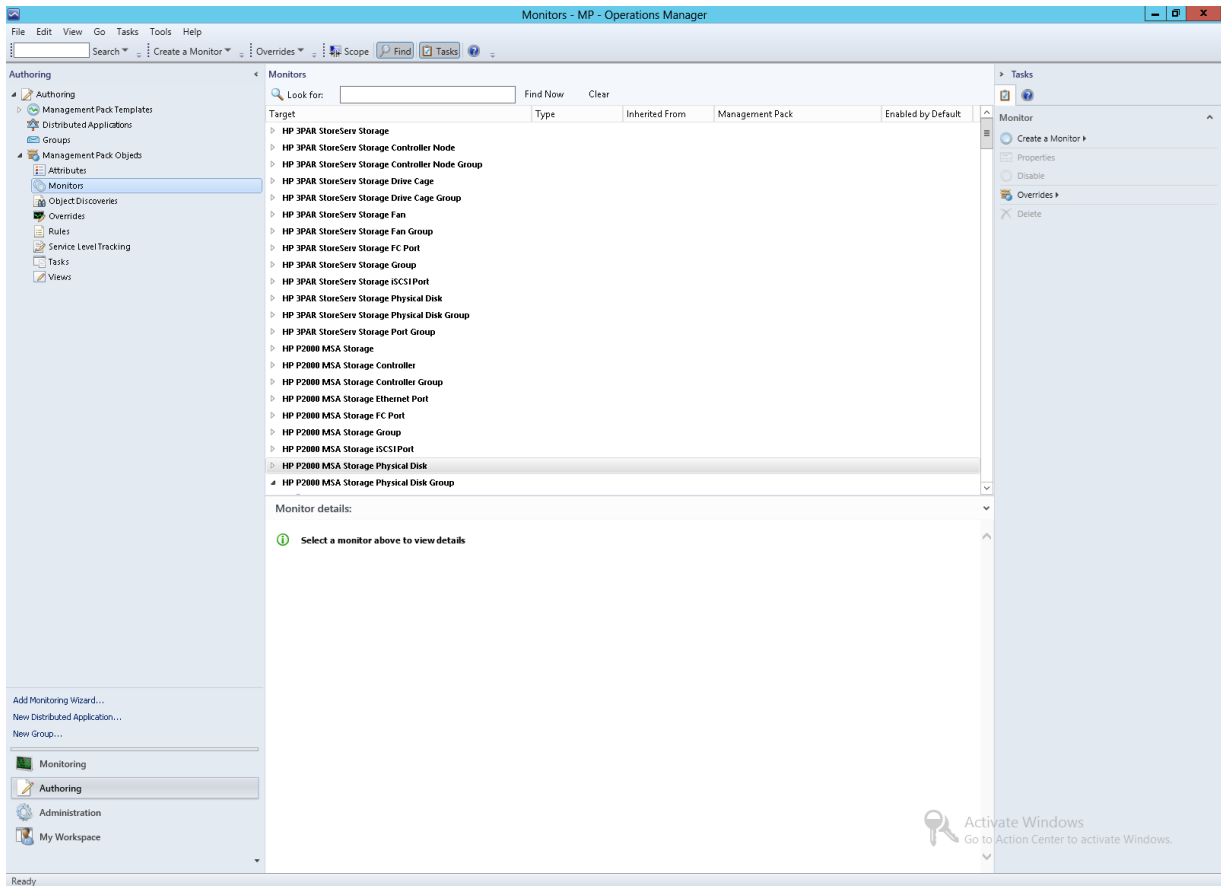 Monitors - MP - Operations Manager
File Edit View Go Tasks Tools Help
Search Create a Monitor Overrides Scope Find Tasks
Authoring
Authoring
Management Pack Templates
Distributed Applications
Groups
Management Pack Objects
Attributes
Monitors
Object Discoveries
Overrides
Rules
Service Level Tracking
Tasks
Views
Add Monitoring Wizard...
New Distributed Application...
New Group...
Monitoring
Authoring
Administration
My Workspace
Monitors
Look for: Find Now Clear
Target Type Inherited From Management Pack Enabled by Default
HP 3PAR StoreServ Storage
HP 3PAR StoreServ Storage Controller Node
HP 3PAR StoreServ Storage Controller Node Group
HP 3PAR StoreServ Storage Drive Cage
HP 3PAR StoreServ Storage Drive Cage Group
HP 3PAR StoreServ Storage Fan
HP 3PAR StoreServ Storage Fan Group
HP 3PAR StoreServ Storage FC Port
HP 3PAR StoreServ Storage Group
HP 3PAR StoreServ Storage iSCSI Port
HP 3PAR StoreServ Storage Physical Disk
HP 3PAR StoreServ Storage Physical Disk Group
HP 3PAR StoreServ Storage Port Group
HP P2000 MSA Storage
HP P2000 MSA Storage Controller
HP P2000 MSA Storage Controller Group
HP P2000 MSA Storage Ethernet Port
HP P2000 MSA Storage FC Port
HP P2000 MSA Storage Group
HP P2000 MSA Storage iSCSI Port
HP P2000 MSA Storage Physical Disk
HP P2000 MSA Storage Physical Disk Group
Monitor details:
Select a monitor above to view details
Tasks
Monitor
Create a Monitor
Properties
Disable
Overrides
Delete
Activate Windows
Go to Action Center to activate Windows.
Ready